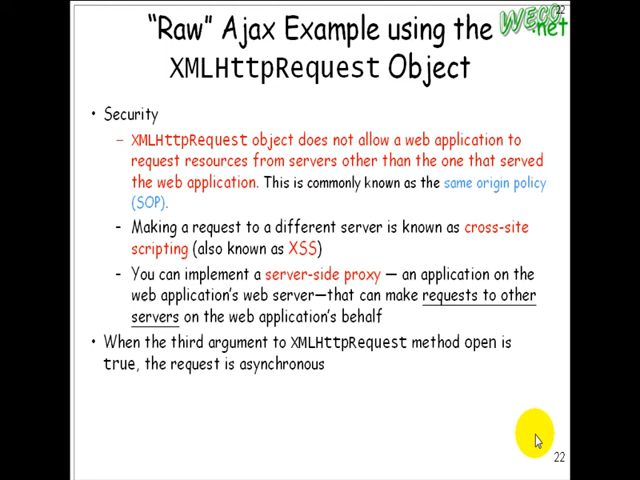 "Raw" Ajax Example using the
XMLHttpRequest Object
WECO
.net
22
• Security
– XMLHttpRequest object does not allow a web application to
request resources from servers other than the one that served
the web application. This is commonly known as the same origin policy
(SOP).
- Making a request to a different server is known as cross-site
scripting (also known as XSS)
- You can implement a server-side proxy — an application on the
web application's web server—that can make requests to other
servers on the web application's behalf
• When the third argument to XMLHttpRequest method open is
true, the request is asynchronous
22